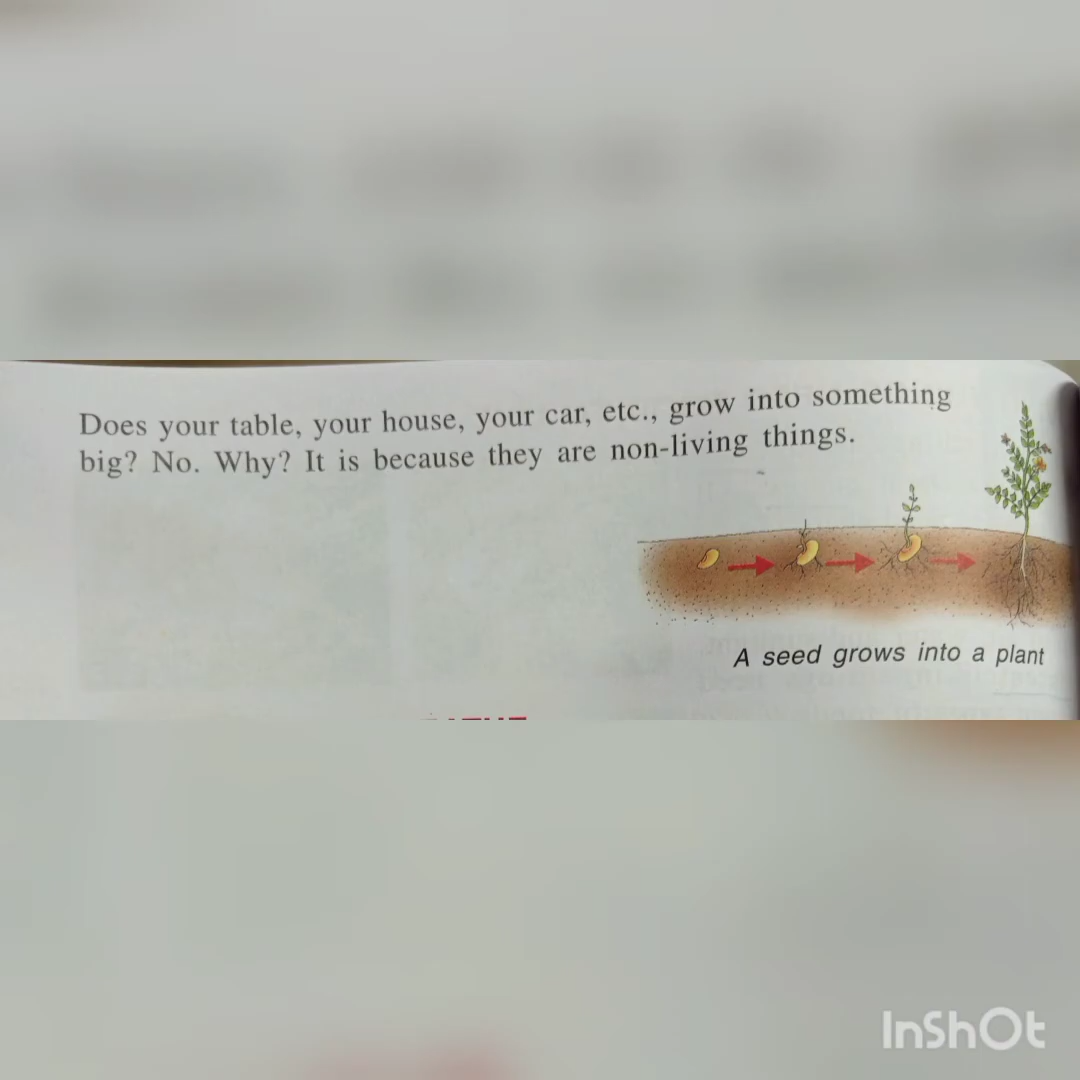 Does your table, your house, your car, etc., grow into something
big? No. Why? It is because they are non-living things.
A seed grows into a plant
InShOt